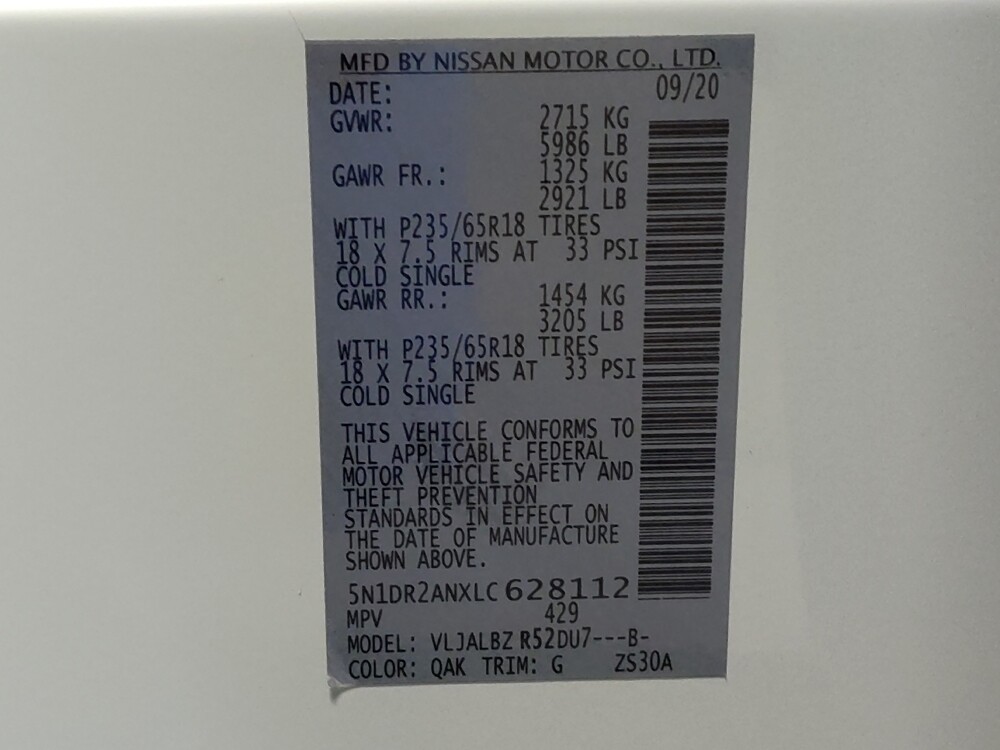 MFD BY NISSAN MOTOR CO., LTD.
DATE: 09/20
GVWR: 2715 KG
5986 LB
GAWR FR.: 1325 KG
2921 LB
WITH P235/65R18 TIRES
18 X 7.5 RIMS AT 33 PSI
COLD SINGLE
GAWR RR.: 1454 KG
3205 LB
WITH P235/65R18 TIRES
18 X 7.5 RIMS AT 33 PSI
COLD SINGLE
THIS VEHICLE CONFORMS TO
ALL APPLICABLE FEDERAL
MOTOR VEHICLE SAFETY AND
THEFT PREVENTION
STANDARDS IN EFFECT ON
THE DATE OF MANUFACTURE
SHOWN ABOVE.
5N1DR2ANXLC628112
MPV 429
MODEL: VLJALBZ R52DU7---B-
COLOR: QAK TRIM: G ZS30A